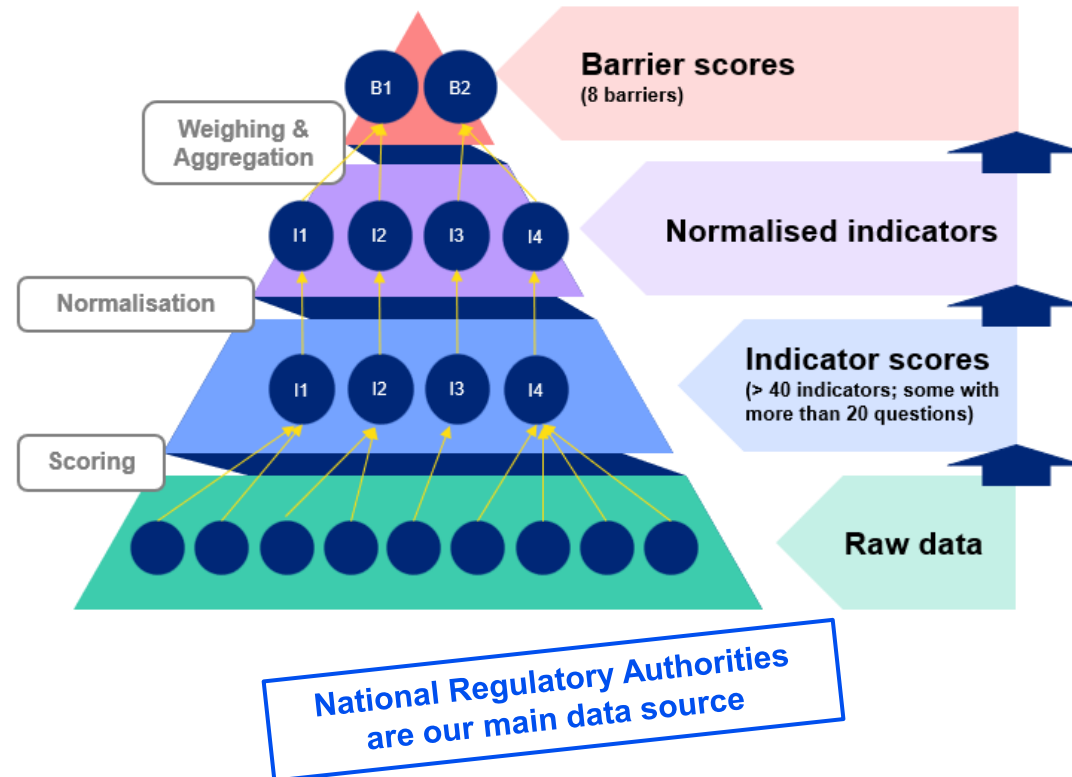 B1
B2
Barrier scores
(8 barriers)
Weighing &
Aggregation
I1
I2
I3
I4
Normalised indicators
Normalisation
I1
I2
I3
I4
Indicator scores
(> 40 indicators; some with
more than 20 questions)
Scoring
Raw data
National Regulatory Authorities
are our main data source